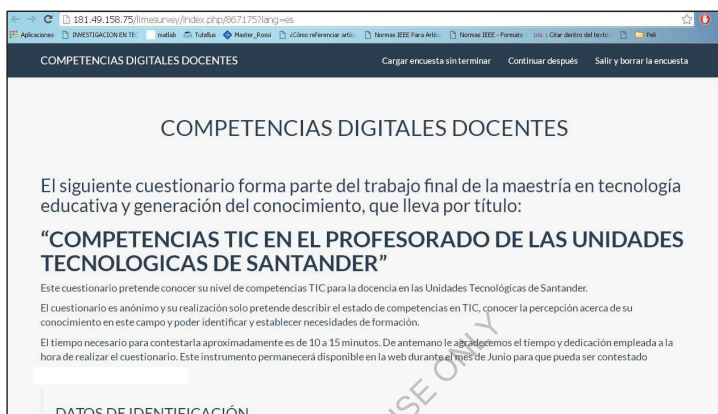 181.49.158.75/limesurvey/index.php/867175?lang=es
Aplicaciones INVESTIGACION EN TEC matlab Tutellus Master_Rossi ¿Cómo referenciar artíc Normas IEEE Para Artíc Normas IEEE - Formato : Citar dentro del texto Peli
COMPETENCIAS DIGITALES DOCENTES Cargar encuesta sin terminar Continuar después Salir y borrar la encuesta
COMPETENCIAS DIGITALES DOCENTES
El siguiente cuestionario forma parte del trabajo final de la maestría en tecnología
educativa y generación del conocimiento, que lleva por título:
“COMPETENCIAS TIC EN EL PROFESORADO DE LAS UNIDADES
TECNOLOGICAS DE SANTANDER”
Este cuestionario pretende conocer su nivel de competencias TIC para la docencia en las Unidades Tecnológicas de Santander.
El cuestionario es anónimo y su realización solo pretende describir el estado de competencias en TIC, conocer la percepción acerca de su
conocimiento en este campo y poder identificar y establecer necesidades de formación.
El tiempo necesario para contestarla aproximadamente es de 10 a 15 minutos. De antemano le agradecemos el tiempo y dedicación empleada a la
hora de realizar el cuestionario. Este instrumento permanecerá disponible en la web durante el mes de Junio para que pueda ser contestado
DATOS DE IDENTIFICACIÓN
USE ONLY